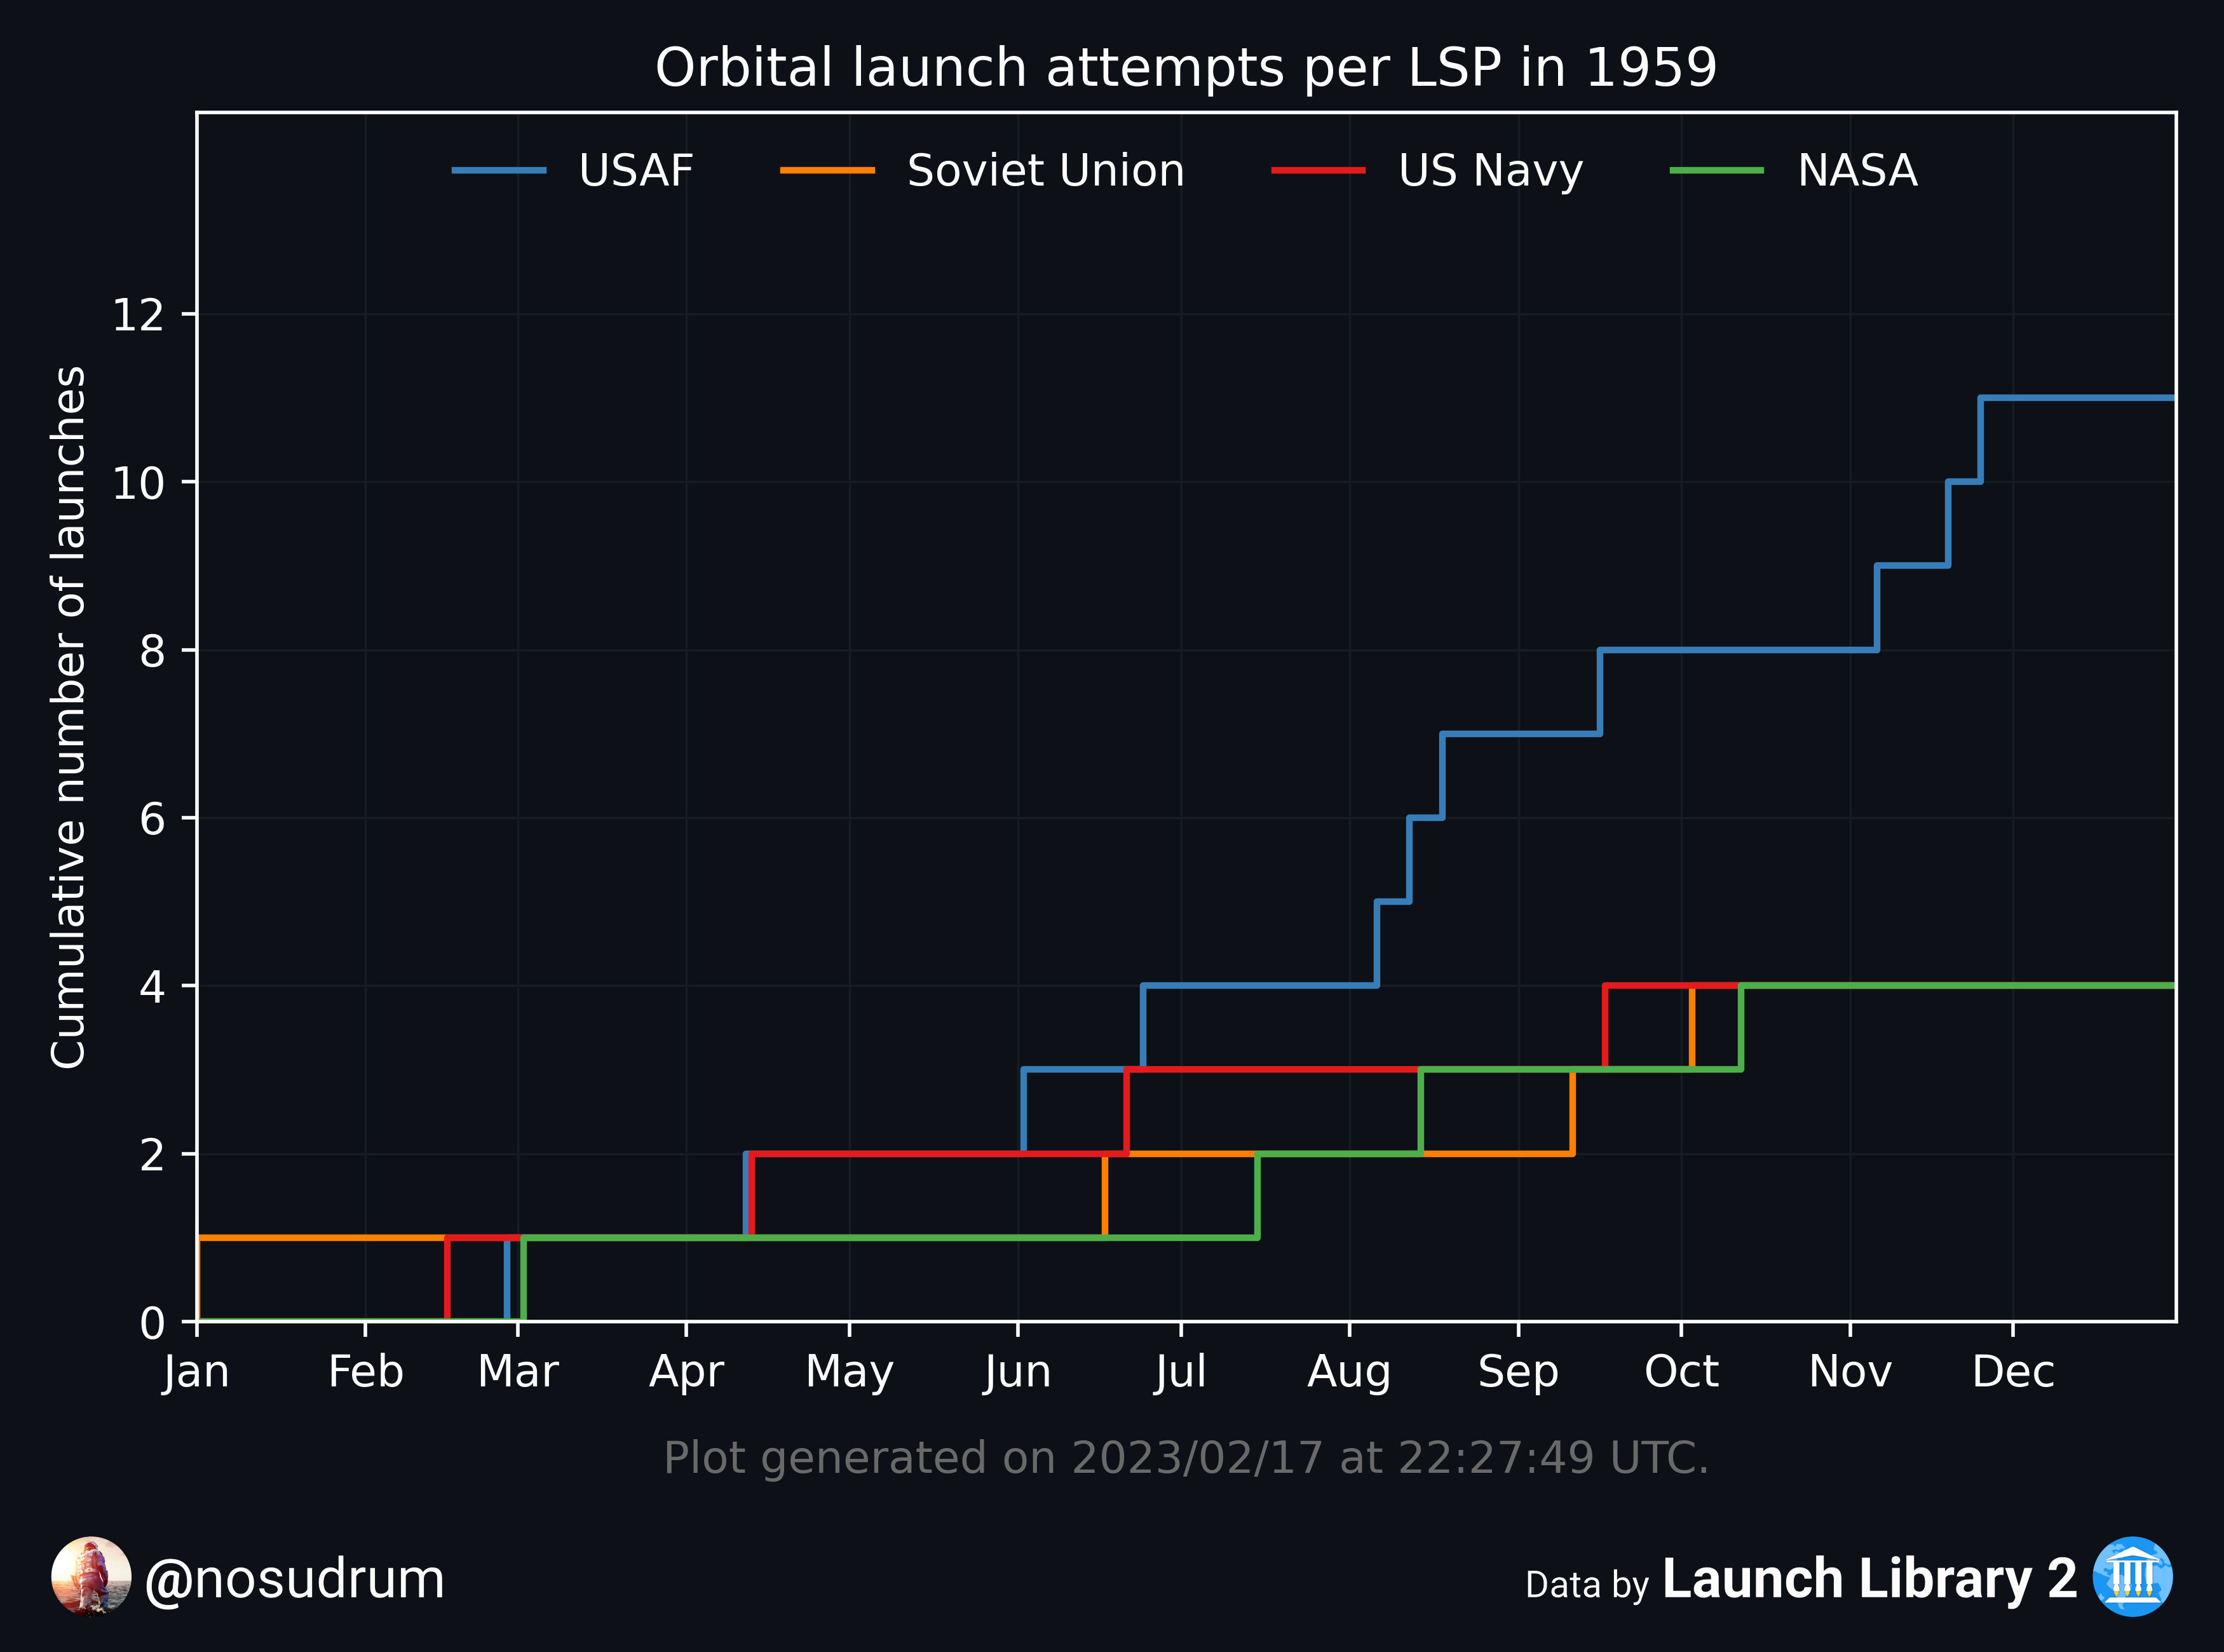 Orbital launch attempts per LSP in 1959
USAF Soviet Union US Navy NASA
Cumulative number of launches
12
10
8
6
4
2
0
Jan Feb Mar Apr May Jun Jul Aug Sep Oct Nov Dec
Plot generated on 2023/02/17 at 22:27:49 UTC.
@nosudrum
Data by Launch Library 2